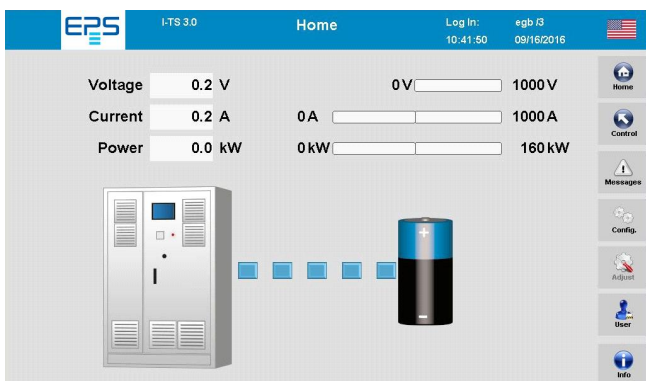 EPS
I-TS 3.0
Home
Log In:
egb /3
10:41:50
09/16/2016
Voltage 0.2 V
0 V 1000 V
Current 0.2 A
0 A 1000 A
Power 0.0 kW
0 kW 160 kW
Home
Control
Messages
Config.
Adjust
User
Info